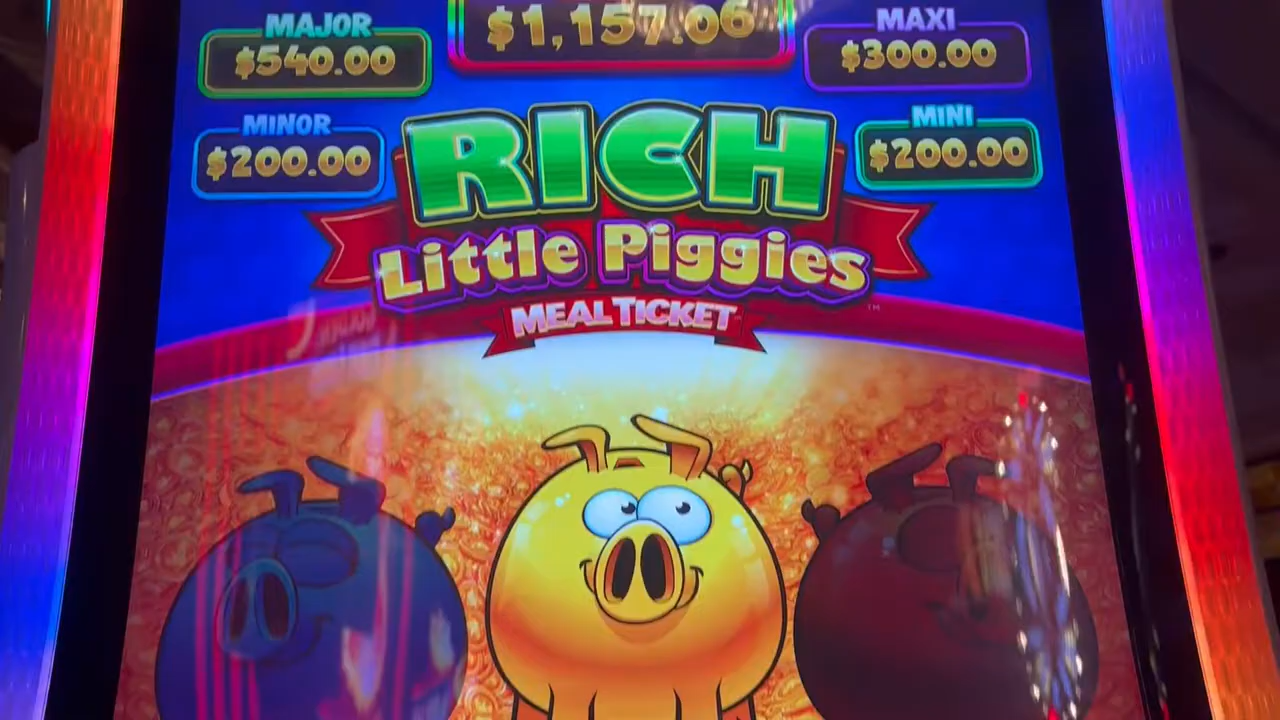 $1,157.06
MAJOR
$540.00
MAXI
$300.00
MINOR
$200.00
MINI
$200.00
RICH
Little Piggies
MEAL TICKET